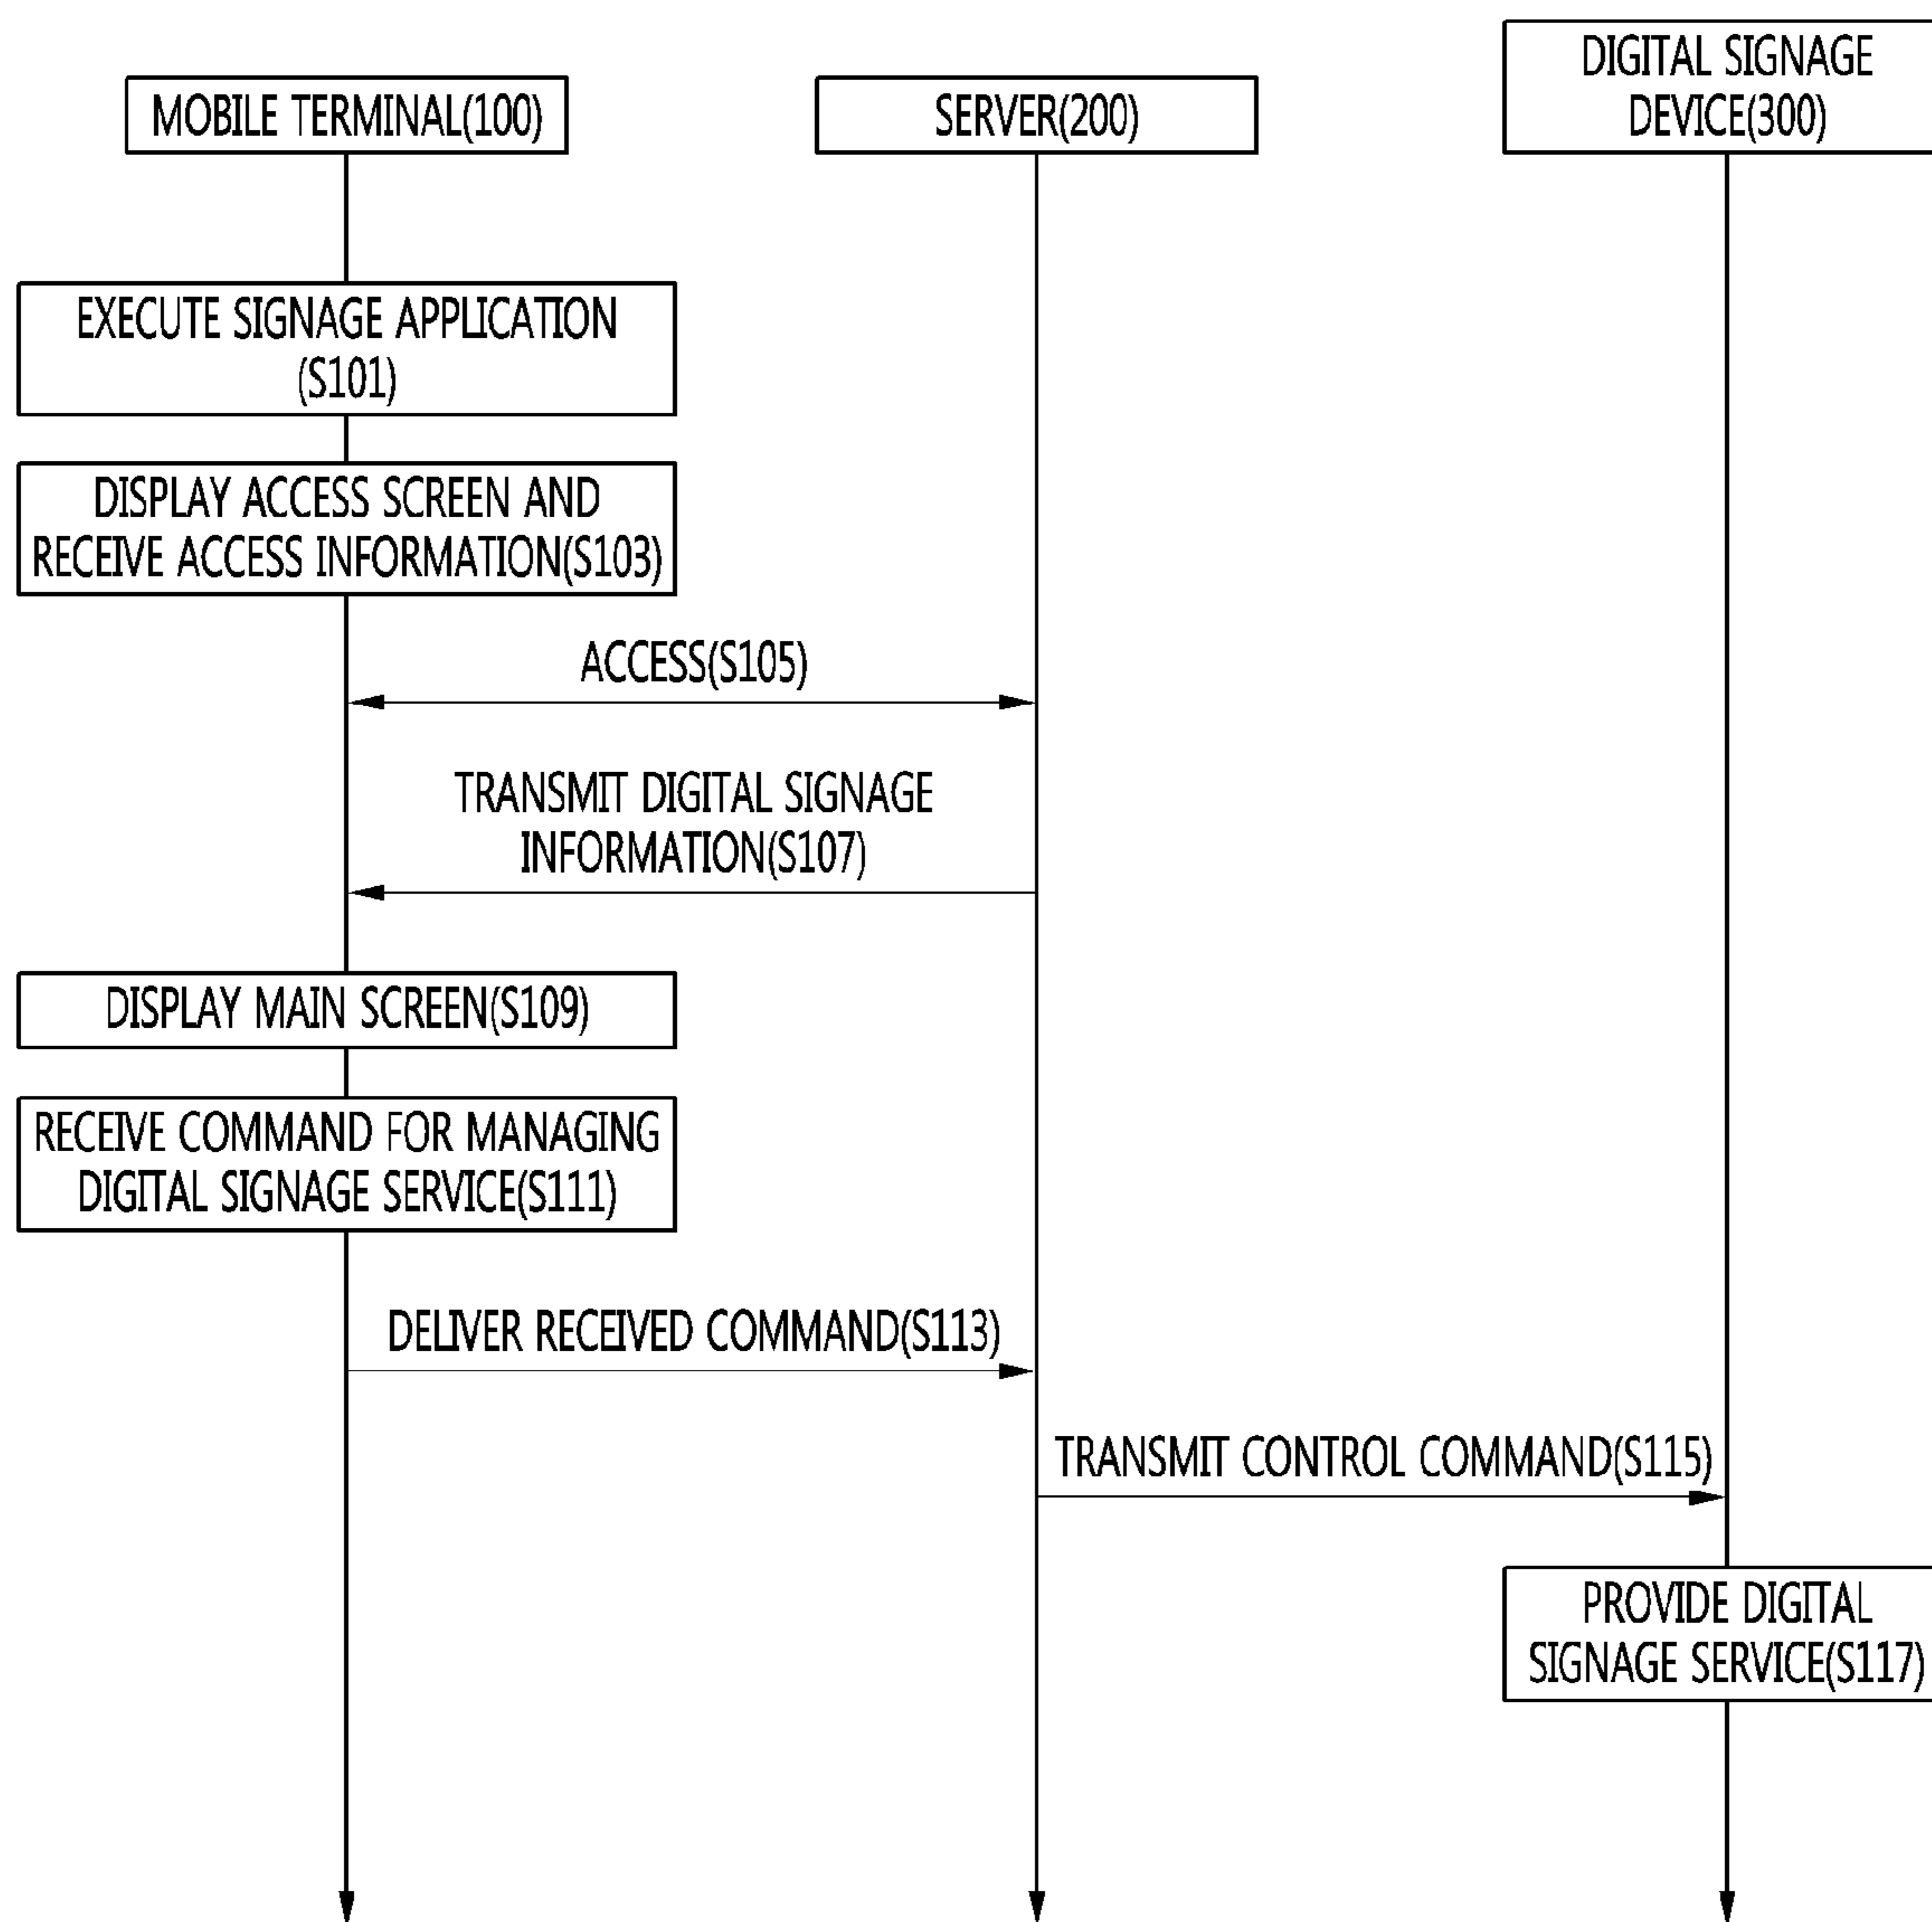 MOBILE TERMINAL(100)
SERVER(200)
DIGITAL SIGNAGE
DEVICE(300)
EXECUTE SIGNAGE APPLICATION
(S101)
DISPLAY ACCESS SCREEN AND
RECEIVE ACCESS INFORMATION(S103)
ACCESS(S105)
TRANSMIT DIGITAL SIGNAGE
INFORMATION(S107)
DISPLAY MAIN SCREEN(S109)
RECEIVE COMMAND FOR MANAGING
DIGITAL SIGNAGE SERVICE(S111)
DELIVER RECEIVED COMMAND(S113)
TRANSMIT CONTROL COMMAND(S115)
PROVIDE DIGITAL
SIGNAGE SERVICE(S117)